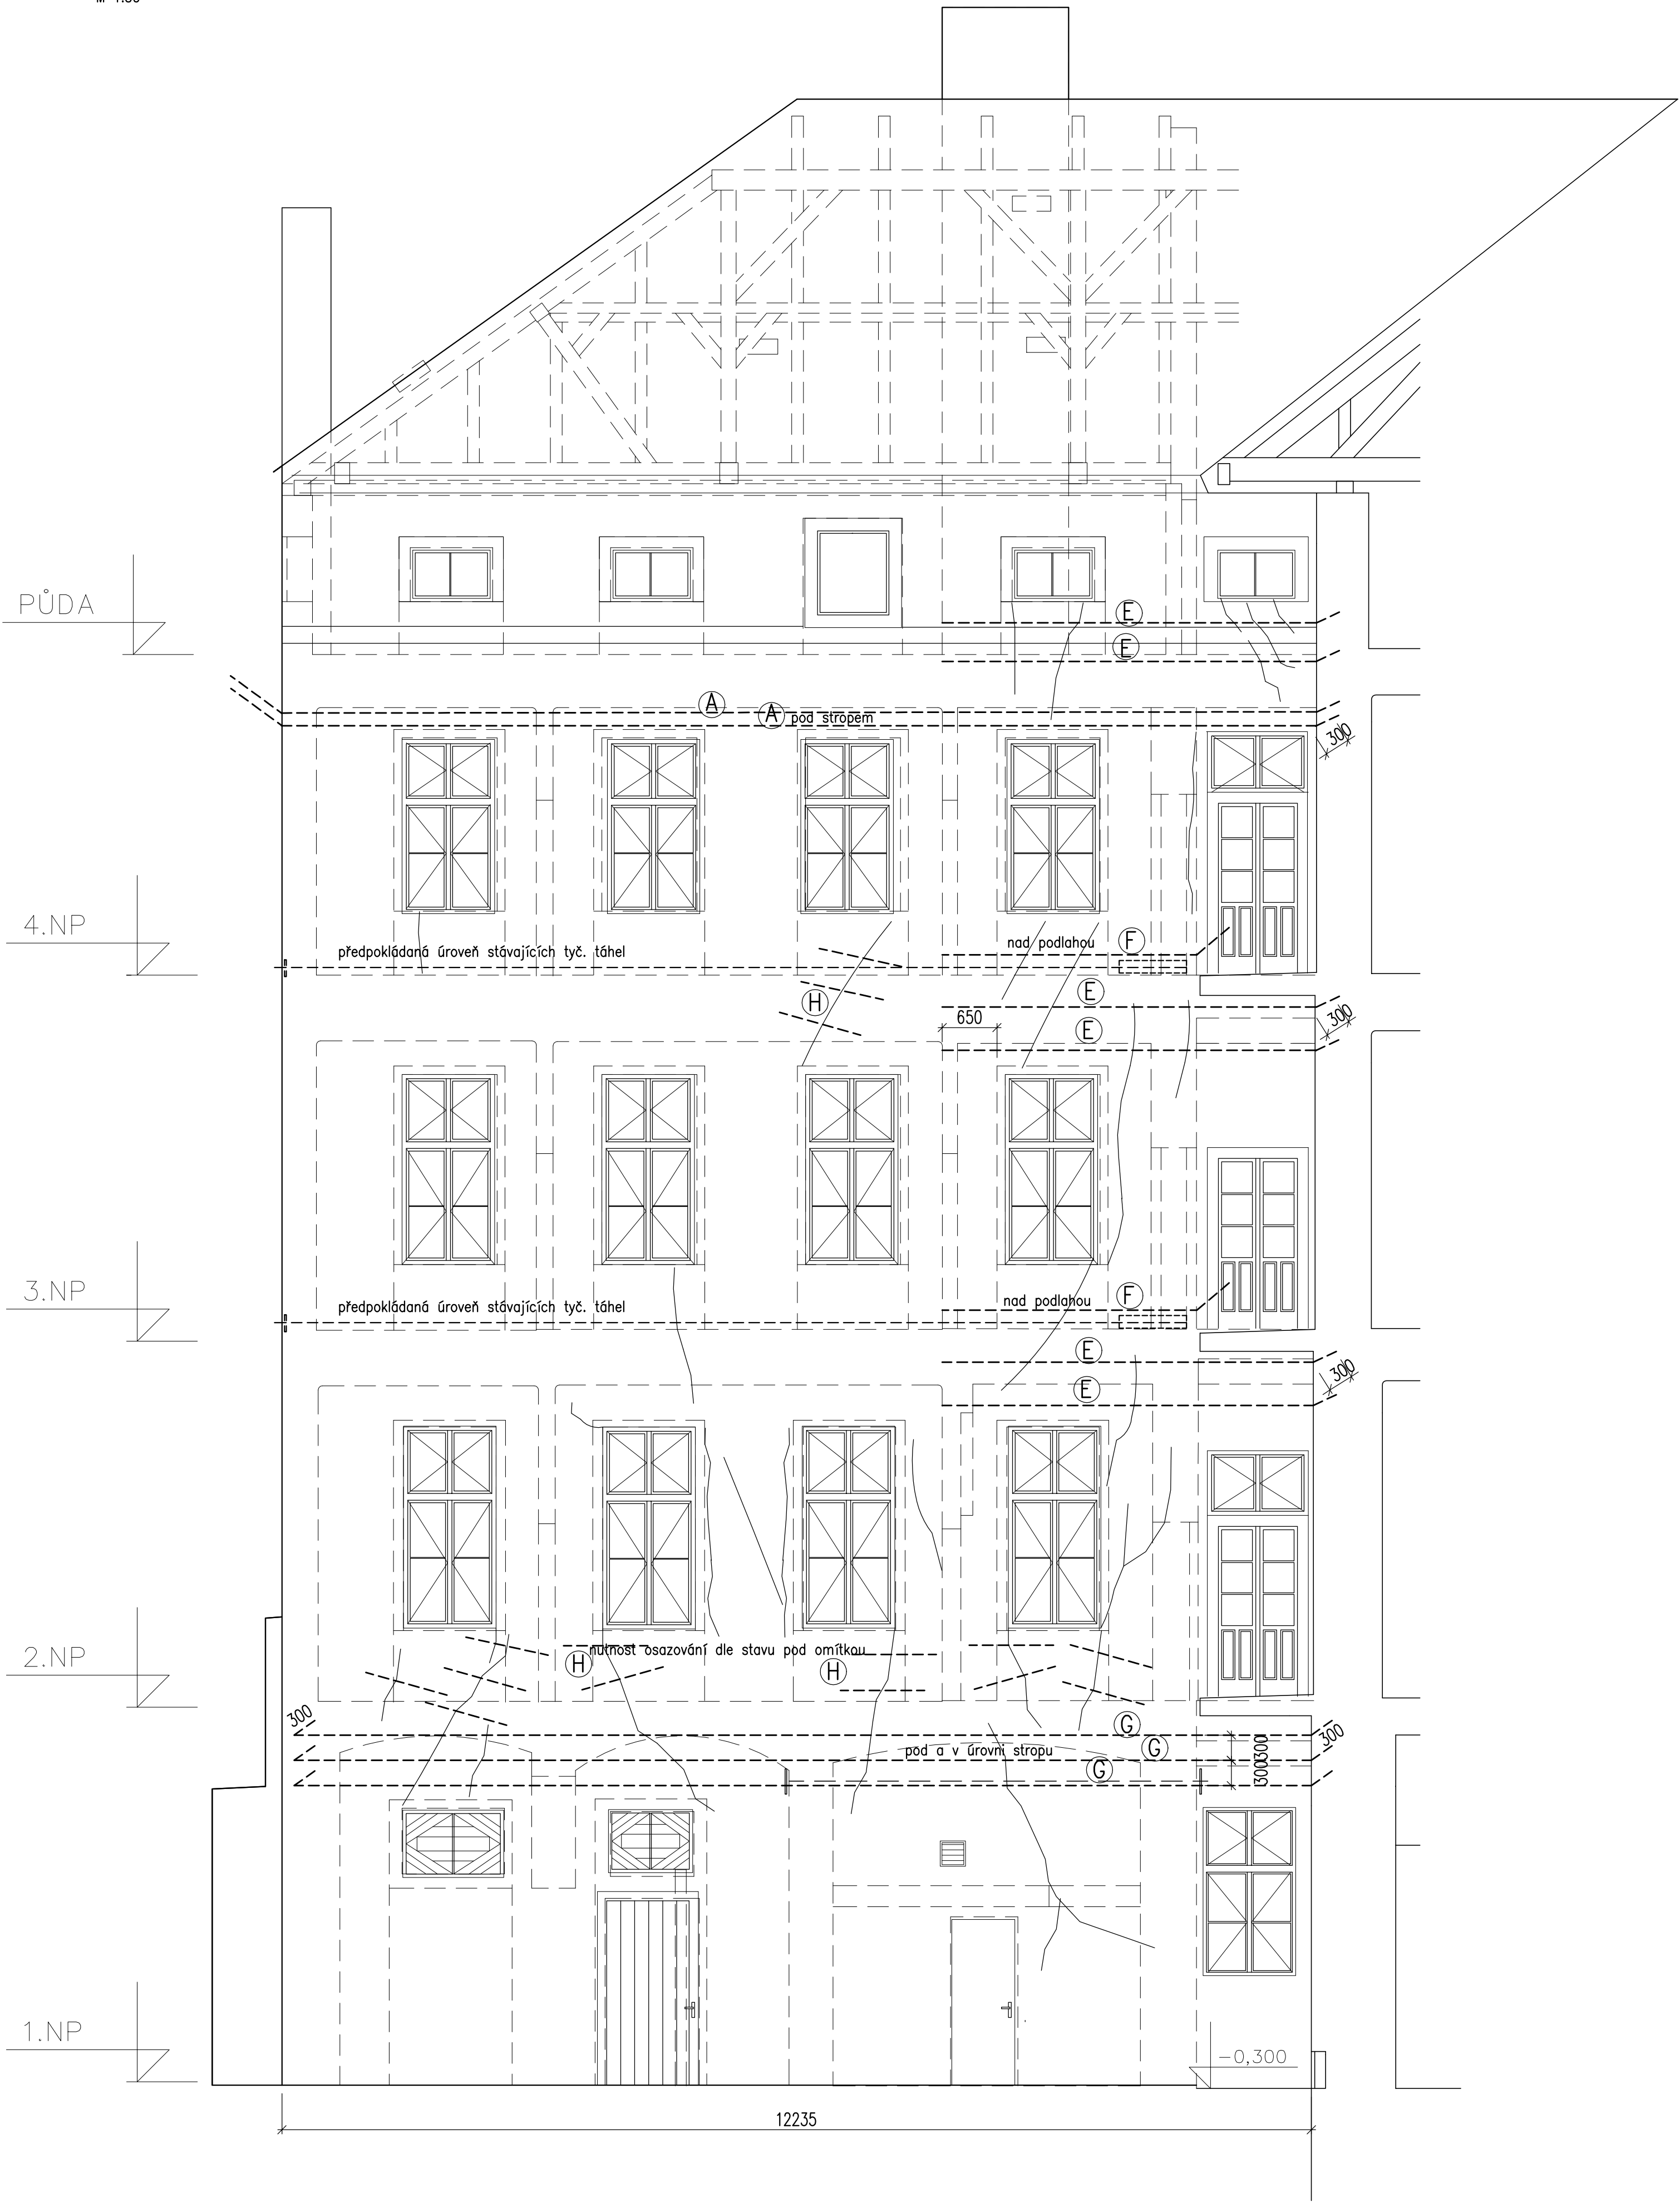 M 1:50
PŮDA
E
E
A
A pod stropem
300
4.NP
předpokládaná úroveň stávajících tyč. táhel
nad podlahou F
H
E
650
300
E
3.NP
předpokládaná úroveň stávajících tyč. táhel
nad podlahou F
E
300
E
2.NP
nutnost osazování dle stavu pod omítkou
H
H
300
G
300
pod a v úrovni stropu G
300300
G
1.NP
-0,300
12235